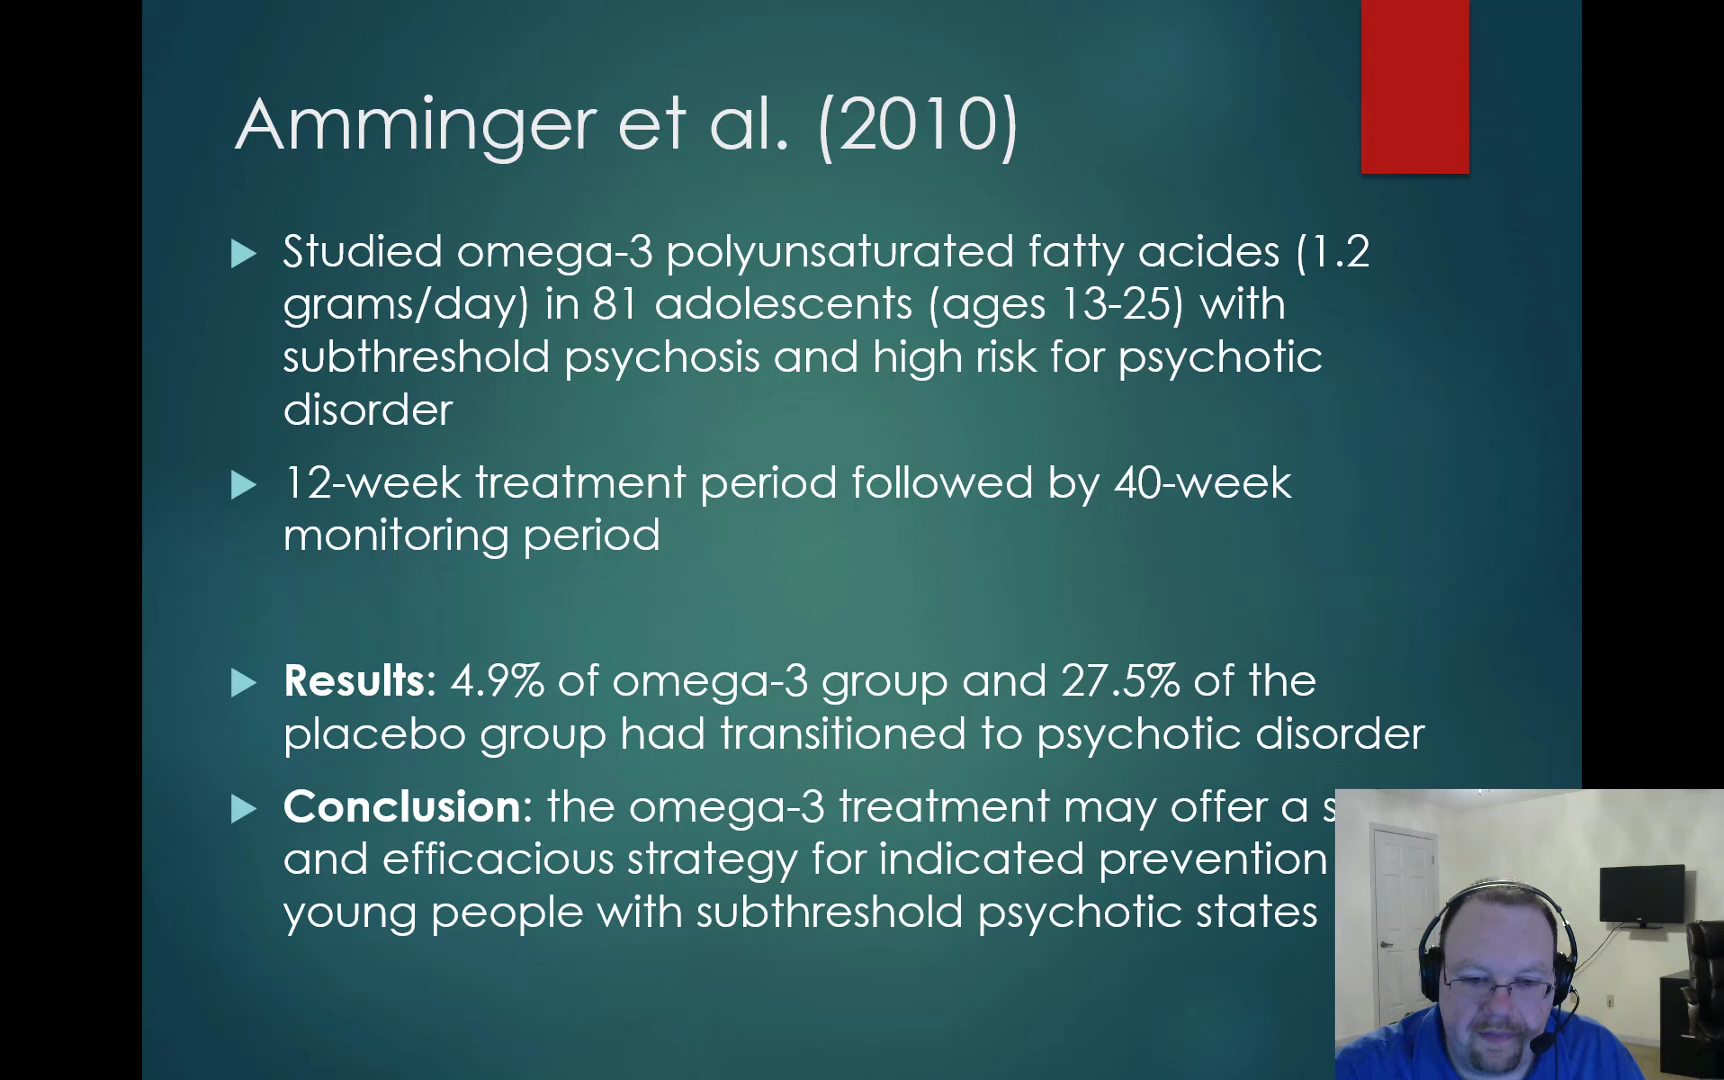 Amminger et al. (2010)
Studied omega-3 polyunsaturated fatty acides (1.2
grams/day) in 81 adolescents (ages 13-25) with
subthreshold psychosis and high risk for psychotic
disorder
12-week treatment period followed by 40-week
monitoring period
Results: 4.9% of omega-3 group and 27.5% of the
placebo group had transitioned to psychotic disorder
Conclusion: the omega-3 treatment may offer a
and efficacious strategy for indicated prevention
young people with subthreshold psychotic states